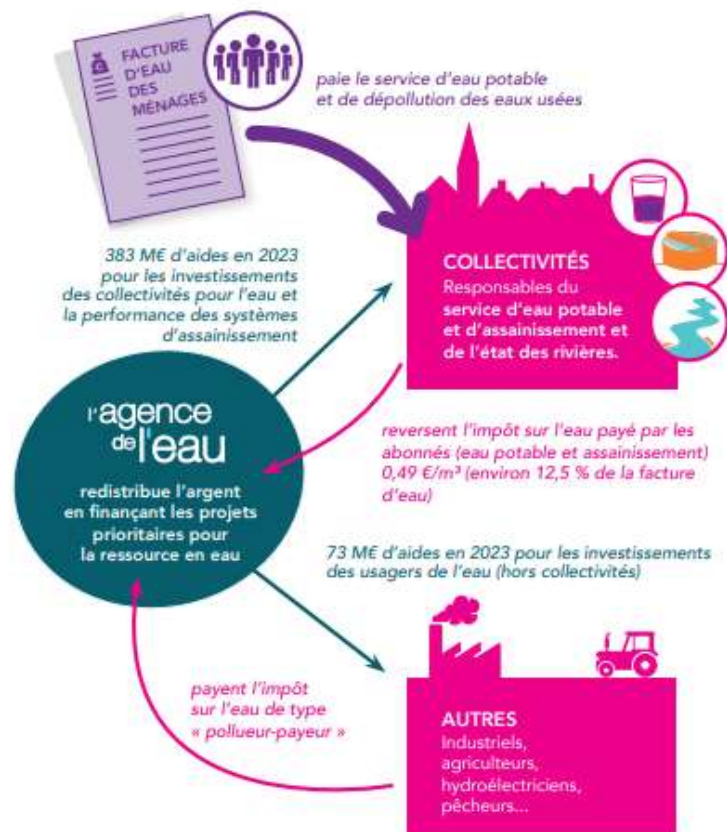 FACTURE
D'EAU
DES
MÉNAGES
paie le service d'eau potable
et de dépollution des eaux usées
383 M€ d'aides en 2023
pour les investissements
des collectivités pour l'eau et
la performance des systèmes
d'assainissement
COLLECTIVITÉS
Responsables du
service d'eau potable
et d'assainissement et
de l'état des rivières.
l'agence
de l'eau
redistribue l'argent
en finançant les projets
prioritaires pour
la ressource en eau
reversent l'impôt sur l'eau payé par les
abonnés (eau potable et assainissement)
0,49 €/m³ (environ 12,5 % de la facture
d'eau)
73 M€ d'aides en 2023 pour les investissements
des usagers de l'eau (hors collectivités)
payent l'impôt
sur l'eau de type
« pollueur-payeur »
AUTRES
Industriels,
agriculteurs,
hydroélectriciens,
pêcheurs...